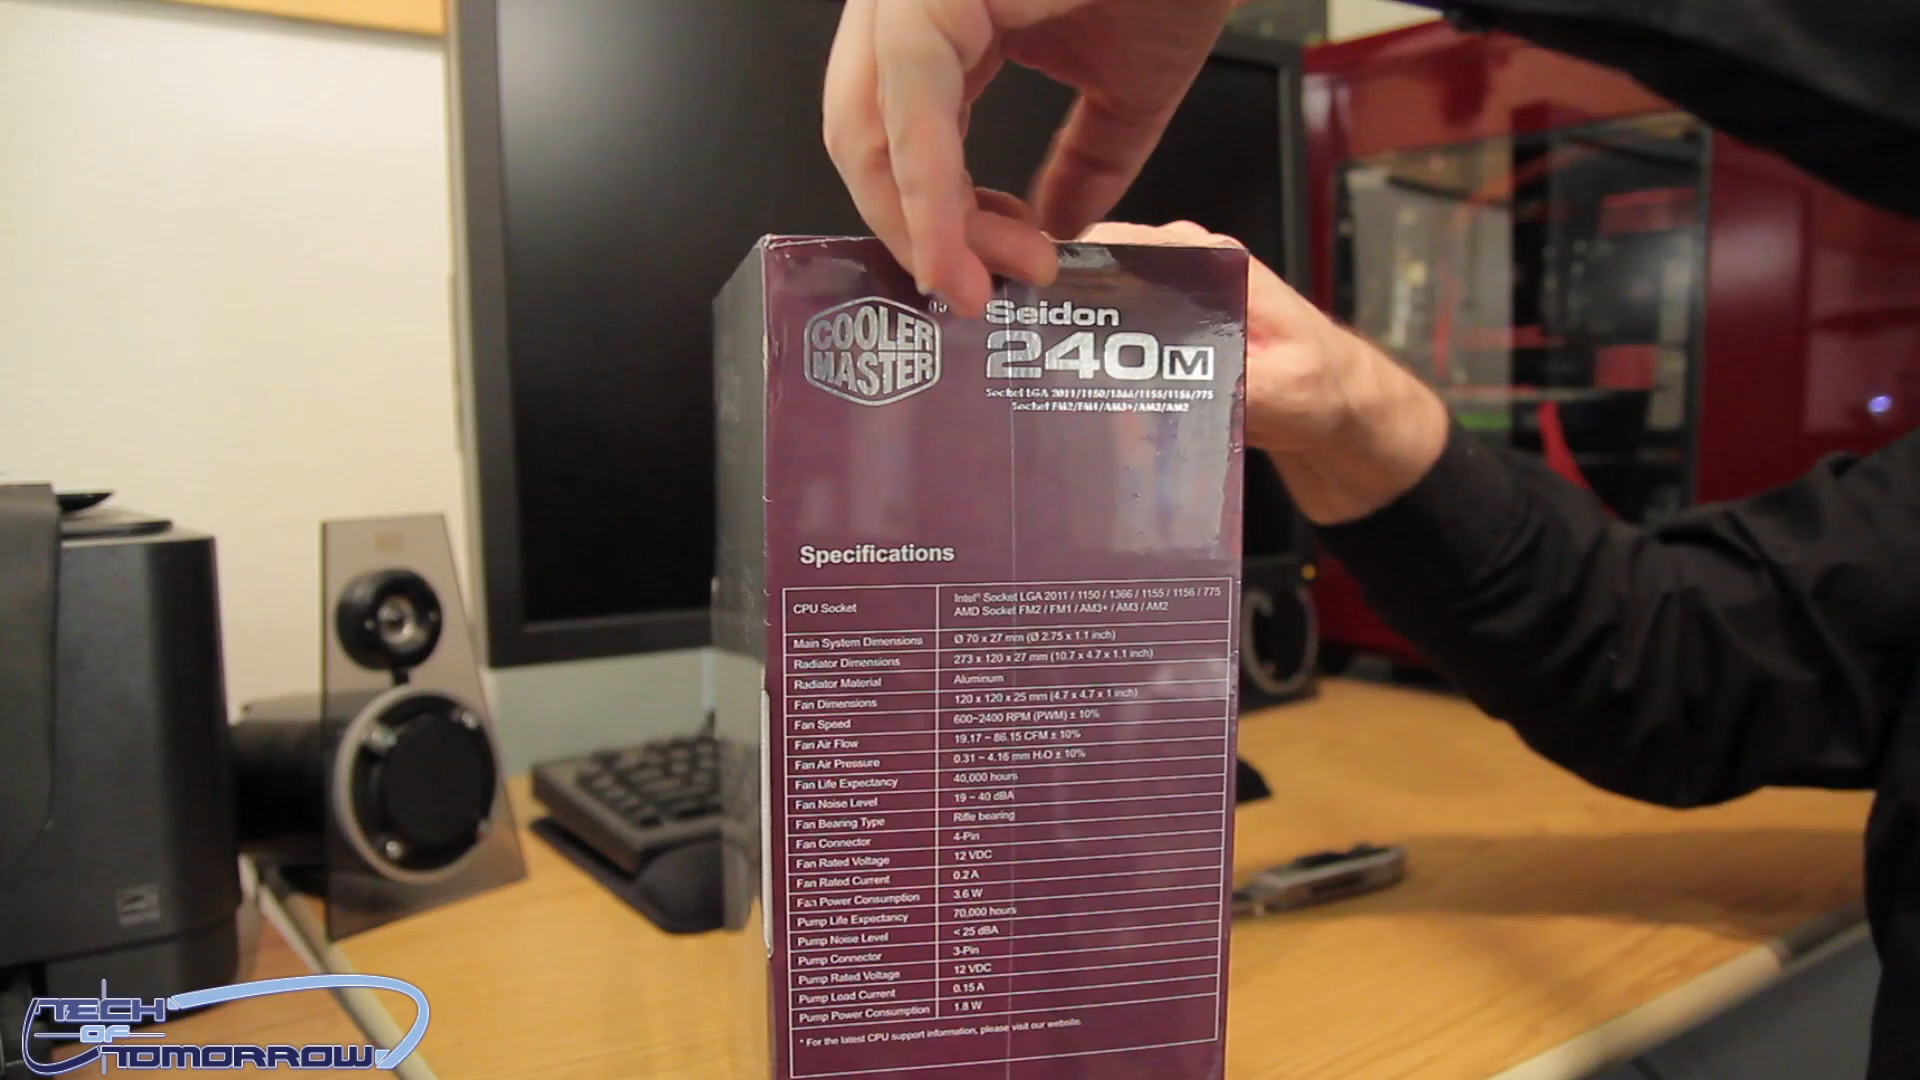 COOLER
MASTER
Seidon
240M
Socket LGA 2011/1150/1366/1155/1156/775
Socket FM2/FM1/AM3+/AM3/AM2
Specifications
CPU Socket
Intel® Socket LGA 2011 / 1150 / 1366 / 1155 / 1156 / 775
AMD Socket FM2 / FM1 / AM3+ / AM3 / AM2
Main System Dimensions Ø 70 x 27 mm (Ø 2.75 x 1.1 inch)
Radiator Dimensions 273 x 120 x 27 mm (10.7 x 4.7 x 1.1 inch)
Radiator Material Aluminum
Fan Dimensions 120 x 120 x 25 mm (4.7 x 4.7 x 1 inch)
Fan Speed 600~2400 RPM (PWM) ± 10%
Fan Air Flow 19.17 ~ 86.15 CFM ± 10%
Fan Air Pressure 0.31 ~ 4.16 mm H₂O ± 10%
Fan Life Expectancy 40,000 hours
Fan Noise Level 19 ~ 40 dBA
Fan Bearing Type Rifle bearing
Fan Connector 4-Pin
Fan Rated Voltage 12 VDC
Fan Rated Current 0.2 A
Fan Power Consumption 3.6 W
Pump Life Expectancy 70,000 hours
Pump Noise Level < 25 dBA
Pump Connector 3-Pin
Pump Rated Voltage 12 VDC
Pump Load Current 0.15 A
Pump Power Consumption 1.8 W
* For the latest CPU support information, please visit our website.
TECH
OF
TOMORROW